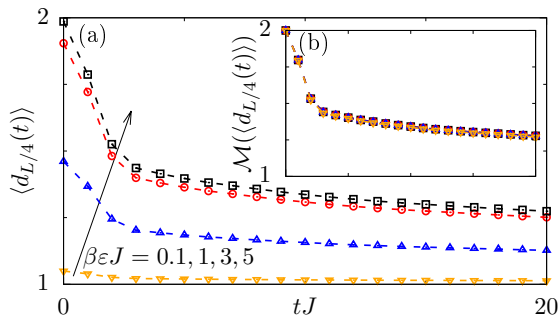 2
(a)
⟨d_{L/4}(t)⟩
βεJ = 0.1, 1, 3, 5
1
0
tJ
20
2
(b)
ℳ(⟨d_{L/4}(t)⟩)
1